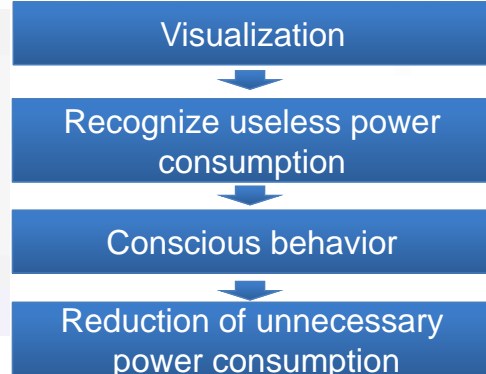 Visualization
Recognize useless power
consumption
Conscious behavior
Reduction of unnecessary
power consumption